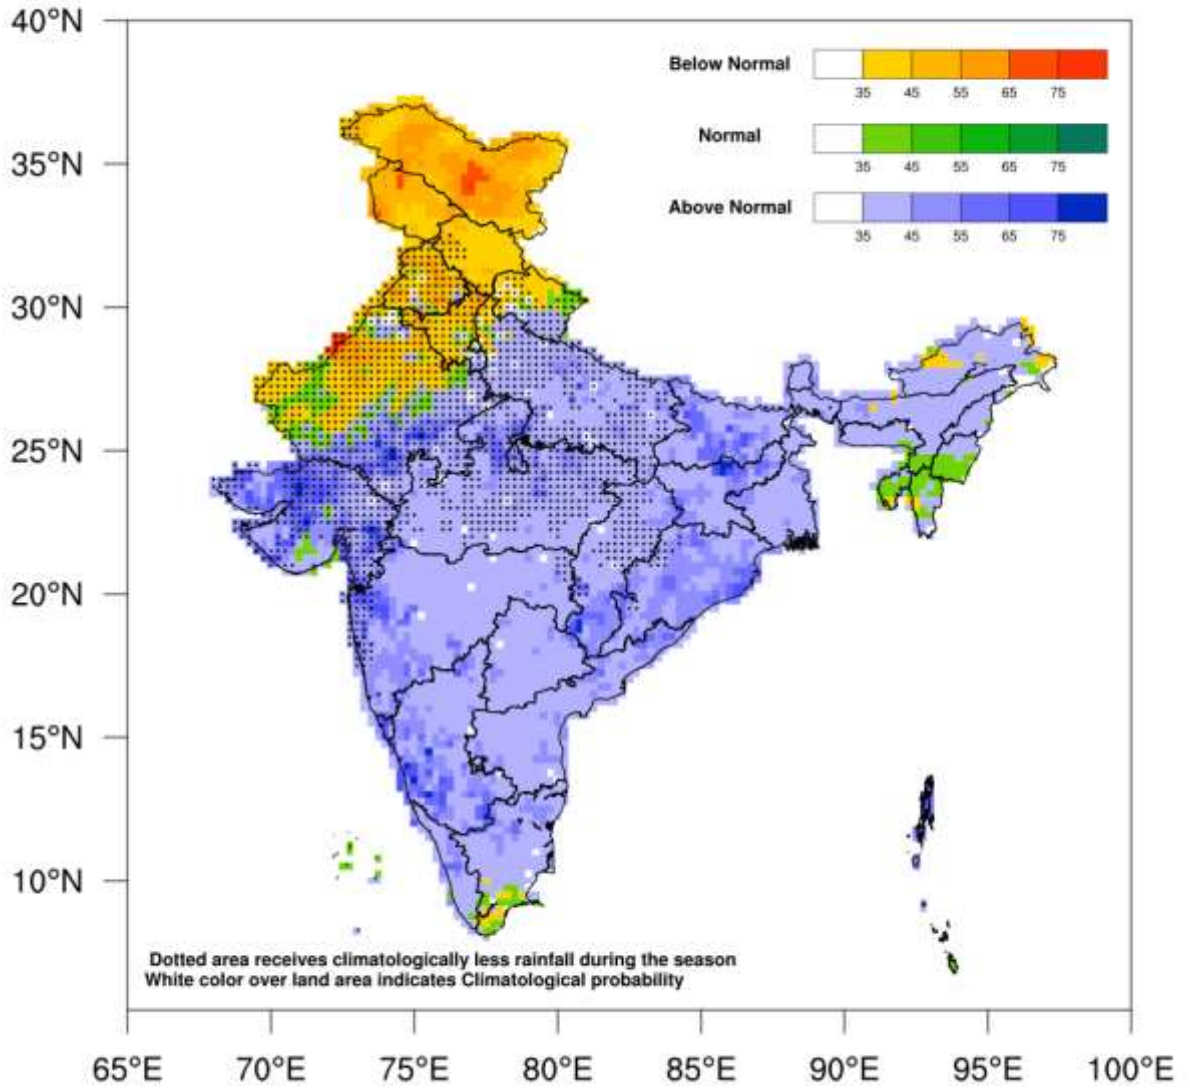 40°N
35°N
30°N
25°N
20°N
15°N
10°N
Below Normal
35 45 55 65 75
Normal
35 45 55 65 75
Above Normal
35 45 55 65 75
Dotted area receives climatologically less rainfall during the season
White color over land area indicates Climatological probability
65°E 70°E 75°E 80°E 85°E 90°E 95°E 100°E